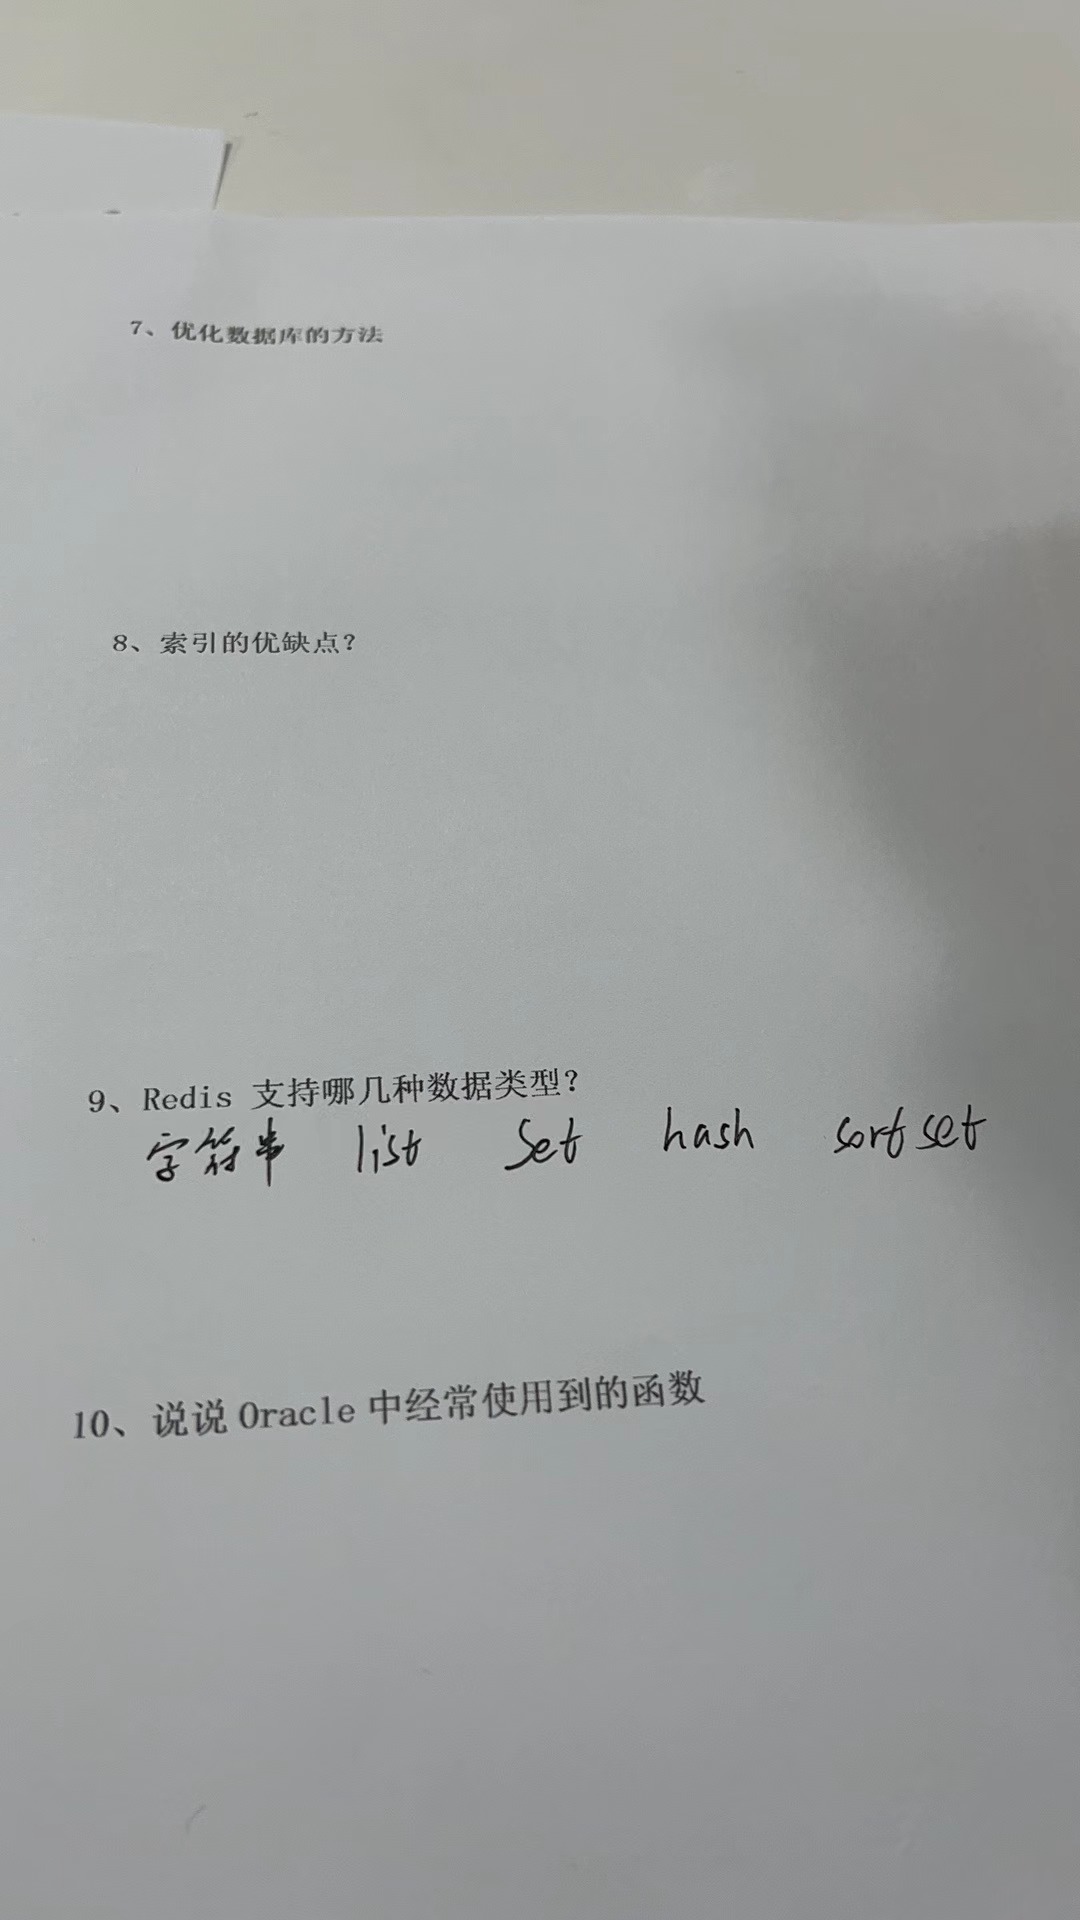 7、优化数据库的方法
8、索引的优缺点?
9、Redis 支持哪几种数据类型?
字符串 list Set hash sort set
10、说说 Oracle 中经常使用到的函数